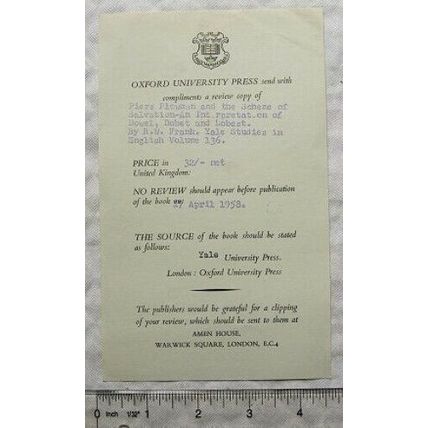 OXFORD UNIVERSITY PRESS send with
compliments a review copy of
Piers Plowman and the Scheme of
Salvation-An Interpretation of
Dowel, Dobet and Dobest.
By R.W. Frank. Yale Studies in
English Volume 136.
PRICE in 32/- net
United Kingdom:
NO REVIEW should appear before publication
of the book on
April 1958.
THE SOURCE of the book should be stated
as follows:
Yale University Press.
London: Oxford University Press
The publishers would be grateful for a clipping
of your review, which should be sent to them at
AMEN HOUSE,
WARWICK SQUARE, LONDON, E.C.4
0 Inch 1/32" 1 2 3 4